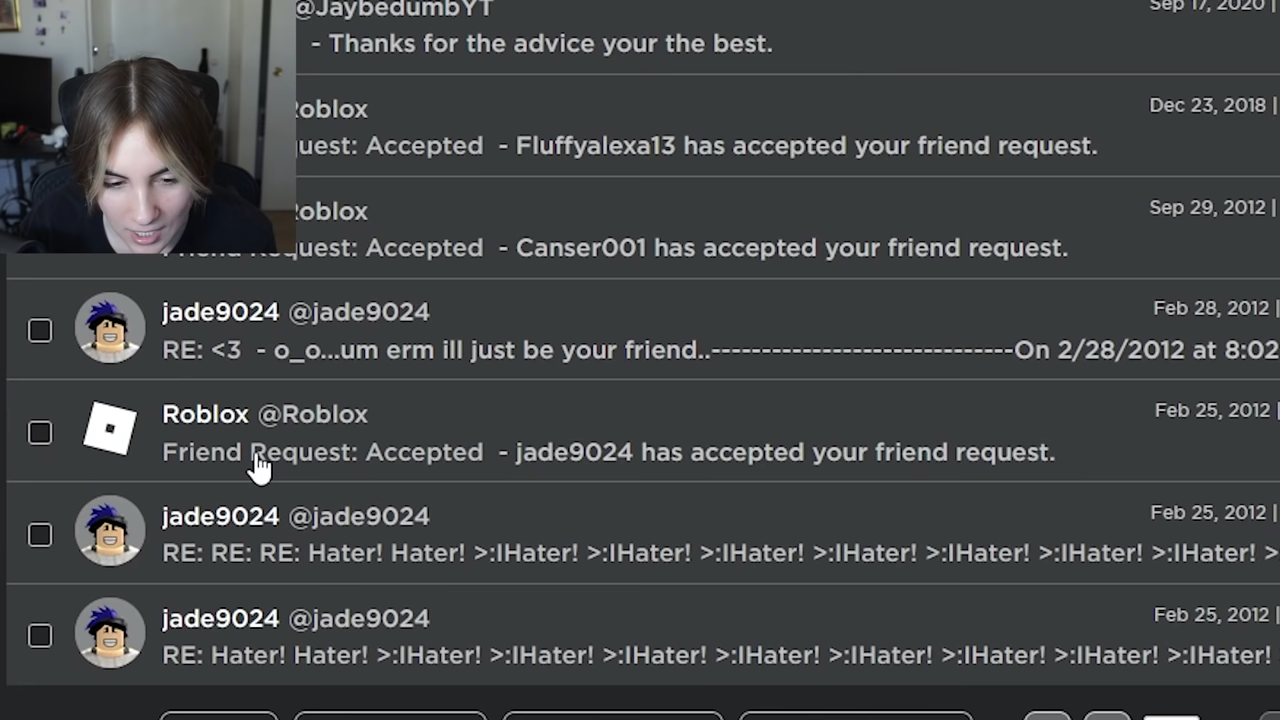 @JaybedumbYT
Sep 17, 2020 |
- Thanks for the advice your the best.
Roblox
Dec 23, 2018 |
quest: Accepted - Fluffyalexa13 has accepted your friend request.
Roblox
Sep 29, 2012 |
Friend Request: Accepted - Canser001 has accepted your friend request.
jade9024 @jade9024
Feb 28, 2012 |
RE: <3 - o_o...um erm ill just be your friend..------------------------------On 2/28/2012 at 8:02
Roblox @Roblox
Feb 25, 2012 |
Friend Request: Accepted - jade9024 has accepted your friend request.
jade9024 @jade9024
Feb 25, 2012 |
RE: RE: RE: Hater! Hater! >:IHater! >:IHater! >:IHater! >:IHater! >:IHater! >:IHater! >:IHater! >
jade9024 @jade9024
Feb 25, 2012 |
RE: Hater! Hater! >:IHater! >:IHater! >:IHater! >:IHater! >:IHater! >:IHater! >:IHater! >:IHater!